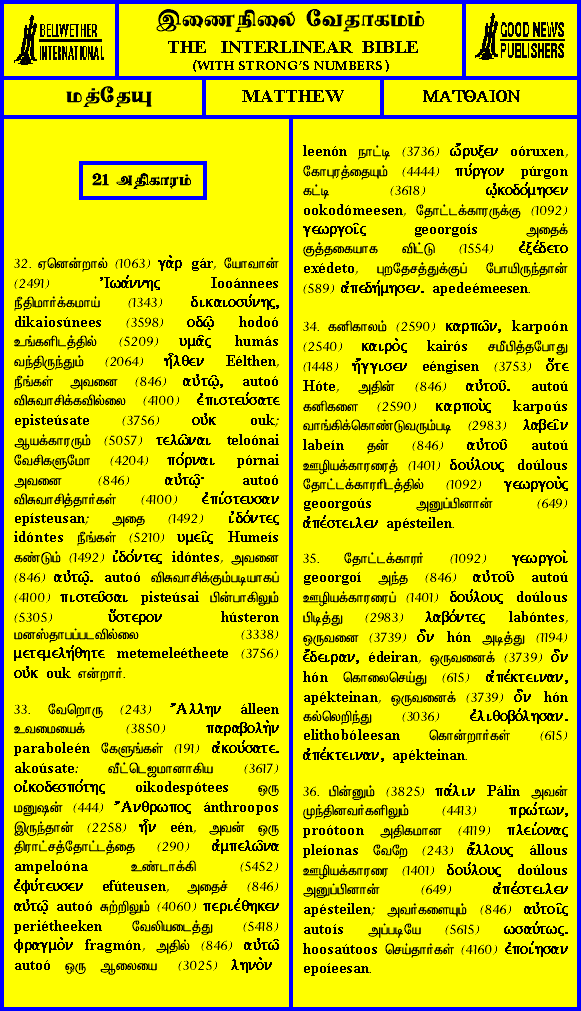 BELLWETHER
INTERNATIONAL
இணைநிலை வேதாகமம்
THE INTERLINEAR BIBLE
(WITH STRONG'S NUMBERS)
GOOD NEWS
PUBLISHERS
மத்தேயு
MATTHEW
ΜΑΤΘΑΙΟΝ
21 அதிகாரம்
32. ஏனென்றால் (1063) γὰρ gár, யோவான்
(2491) Ἰωάννης Iooánnees
நீதிமார்க்கமாய் (1343) δικαιοσύνης,
dikaiosúnees (3598) οδῷ hodoó
உங்களிடத்தில் (5209) υμᾶς humás
வந்திருந்தும் (2064) ἦλθεν Eélthen,
நீங்கள் அவனை (846) αὐτῷ, autoó
விசுவாசிக்கவில்லை (4100) ἐπιστεύσατε
episteúsate (3756) οὐκ ouk;
ஆயக்காரரும் (5057) τελῶναι teloónai
வேசிகளுமோ (4204) πόρναι pórnai
அவனை (846) αὐτῷ· autoó
விசுவாசித்தார்கள் (4100) ἐπίστευσαν
epísteusan; அதை (1492) ἰδόντες
idóntes நீங்கள் (5210) υμεῖς Humeís
கண்டும் (1492) ἰδόντες idóntes, அவனை
(846) αὐτῷ. autoó விசுவாசிக்கும்படியாகப்
(4100) πιστεῦσαι pisteúsai பின்பாகிலும்
(5305) ὕστερον hústeron
மனஸ்தாபப்படவில்லை (3338)
μετεμελήθητε metemeleétheete (3756)
οὐκ ouk என்றார்.
33. வேறொரு (243) Ἄλλην álleen
உவமையைக் (3850) παραβολὴν
paraboleén கேளுங்கள் (191) ἀκούσατε.
akoúsate: வீட்டெஜமானாகிய (3617)
οἰκοδεσπότης oikodespótees ஒரு
மனுஷன் (444) Ἄνθρωπος ánthroopos
இருந்தான் (2258) ἦν eén, அவன் ஒரு
திராட்சத்தோட்டத்தை (290) ἀμπελῶνα
ampeloóna உண்டாக்கி (5452)
ἐφύτευσεν efúteusen, அதைச் (846)
αὐτῷ autoó சுற்றிலும் (4060) περιέθηκεν
periétheeken வேலியடைத்து (5418)
φραγμὸν fragmón, அதில் (846) αὐτῶ
autoó ஒரு ஆலையை (3025) ληνὸν
leenón நாட்டி (3736) ὤρυξεν oóruxen,
கோபுரத்தையும் (4444) πύργον púrgon
கட்டி (3618) ᾠκοδόμησεν
ookodómeesen, தோட்டக்காரருக்கு (1092)
γεωργοῖς geoorgoís அதைக்
குத்தகையாக விட்டு (1554) ἐξέδετο
exédeto, புறதேசத்துக்குப் போயிருந்தான்
(589) ἀπεδήμησεν. apedeémeesen.
34. கனிகாலம் (2590) καρπῶν, karpoón
(2540) καιρὸς kairós சமீபித்தபோது
(1448) ἤγγισεν eéngisen (3753) ὅτε
Hóte, அதின் (846) αὐτοῦ. autoú
கனிகளை (2590) καρποὺς karpoús
வாங்கிக்கொண்டுவரும்படி (2983) λαβεῖν
labeín தன் (846) αὐτοῦ autoú
ஊழியக்காரரைத் (1401) δούλους doúlous
தோட்டக்காரரிடத்தில் (1092) γεωργοὺς
geoorgoús அனுப்பினான் (649)
ἀπέστειλεν apésteilen.
35. தோட்டக்காரர் (1092) γεωργοὶ
geoorgoí அந்த (846) αὐτοῦ autoú
ஊழியக்காரரைப் (1401) δούλους doúlous
பிடித்து (2983) λαβόντες labóntes,
ஒருவனை (3739) ὃν hón அடித்து (1194)
ἔδειραν, édeiran, ஒருவனைக் (3739) ὃν
hón கொலைசெய்து (615) ἀπέκτειναν,
apékteinan, ஒருவனைக் (3739) ὃν hón
கல்லெறிந்து (3036) ἐλιθοβόλησαν.
elithobóleesan கொன்றார்கள் (615)
ἀπέκτειναν, apékteinan.
36. பின்னும் (3825) πάλιν Pálin அவன்
முந்தினவர்களிலும் (4413) πρώτων,
proótoon அதிகமான (4119) πλείονας
pleíonas வேறே (243) ἄλλους állous
ஊழியக்காரரை (1401) δούλους doúlous
அனுப்பினான் (649) ἀπέστειλεν
apésteilen; அவர்களையும் (846) αὐτοῖς
autoís அப்படியே (5615) ωσαύτως.
hoosaútoos செய்தார்கள் (4160) ἐποίησαν
epoíeesan.